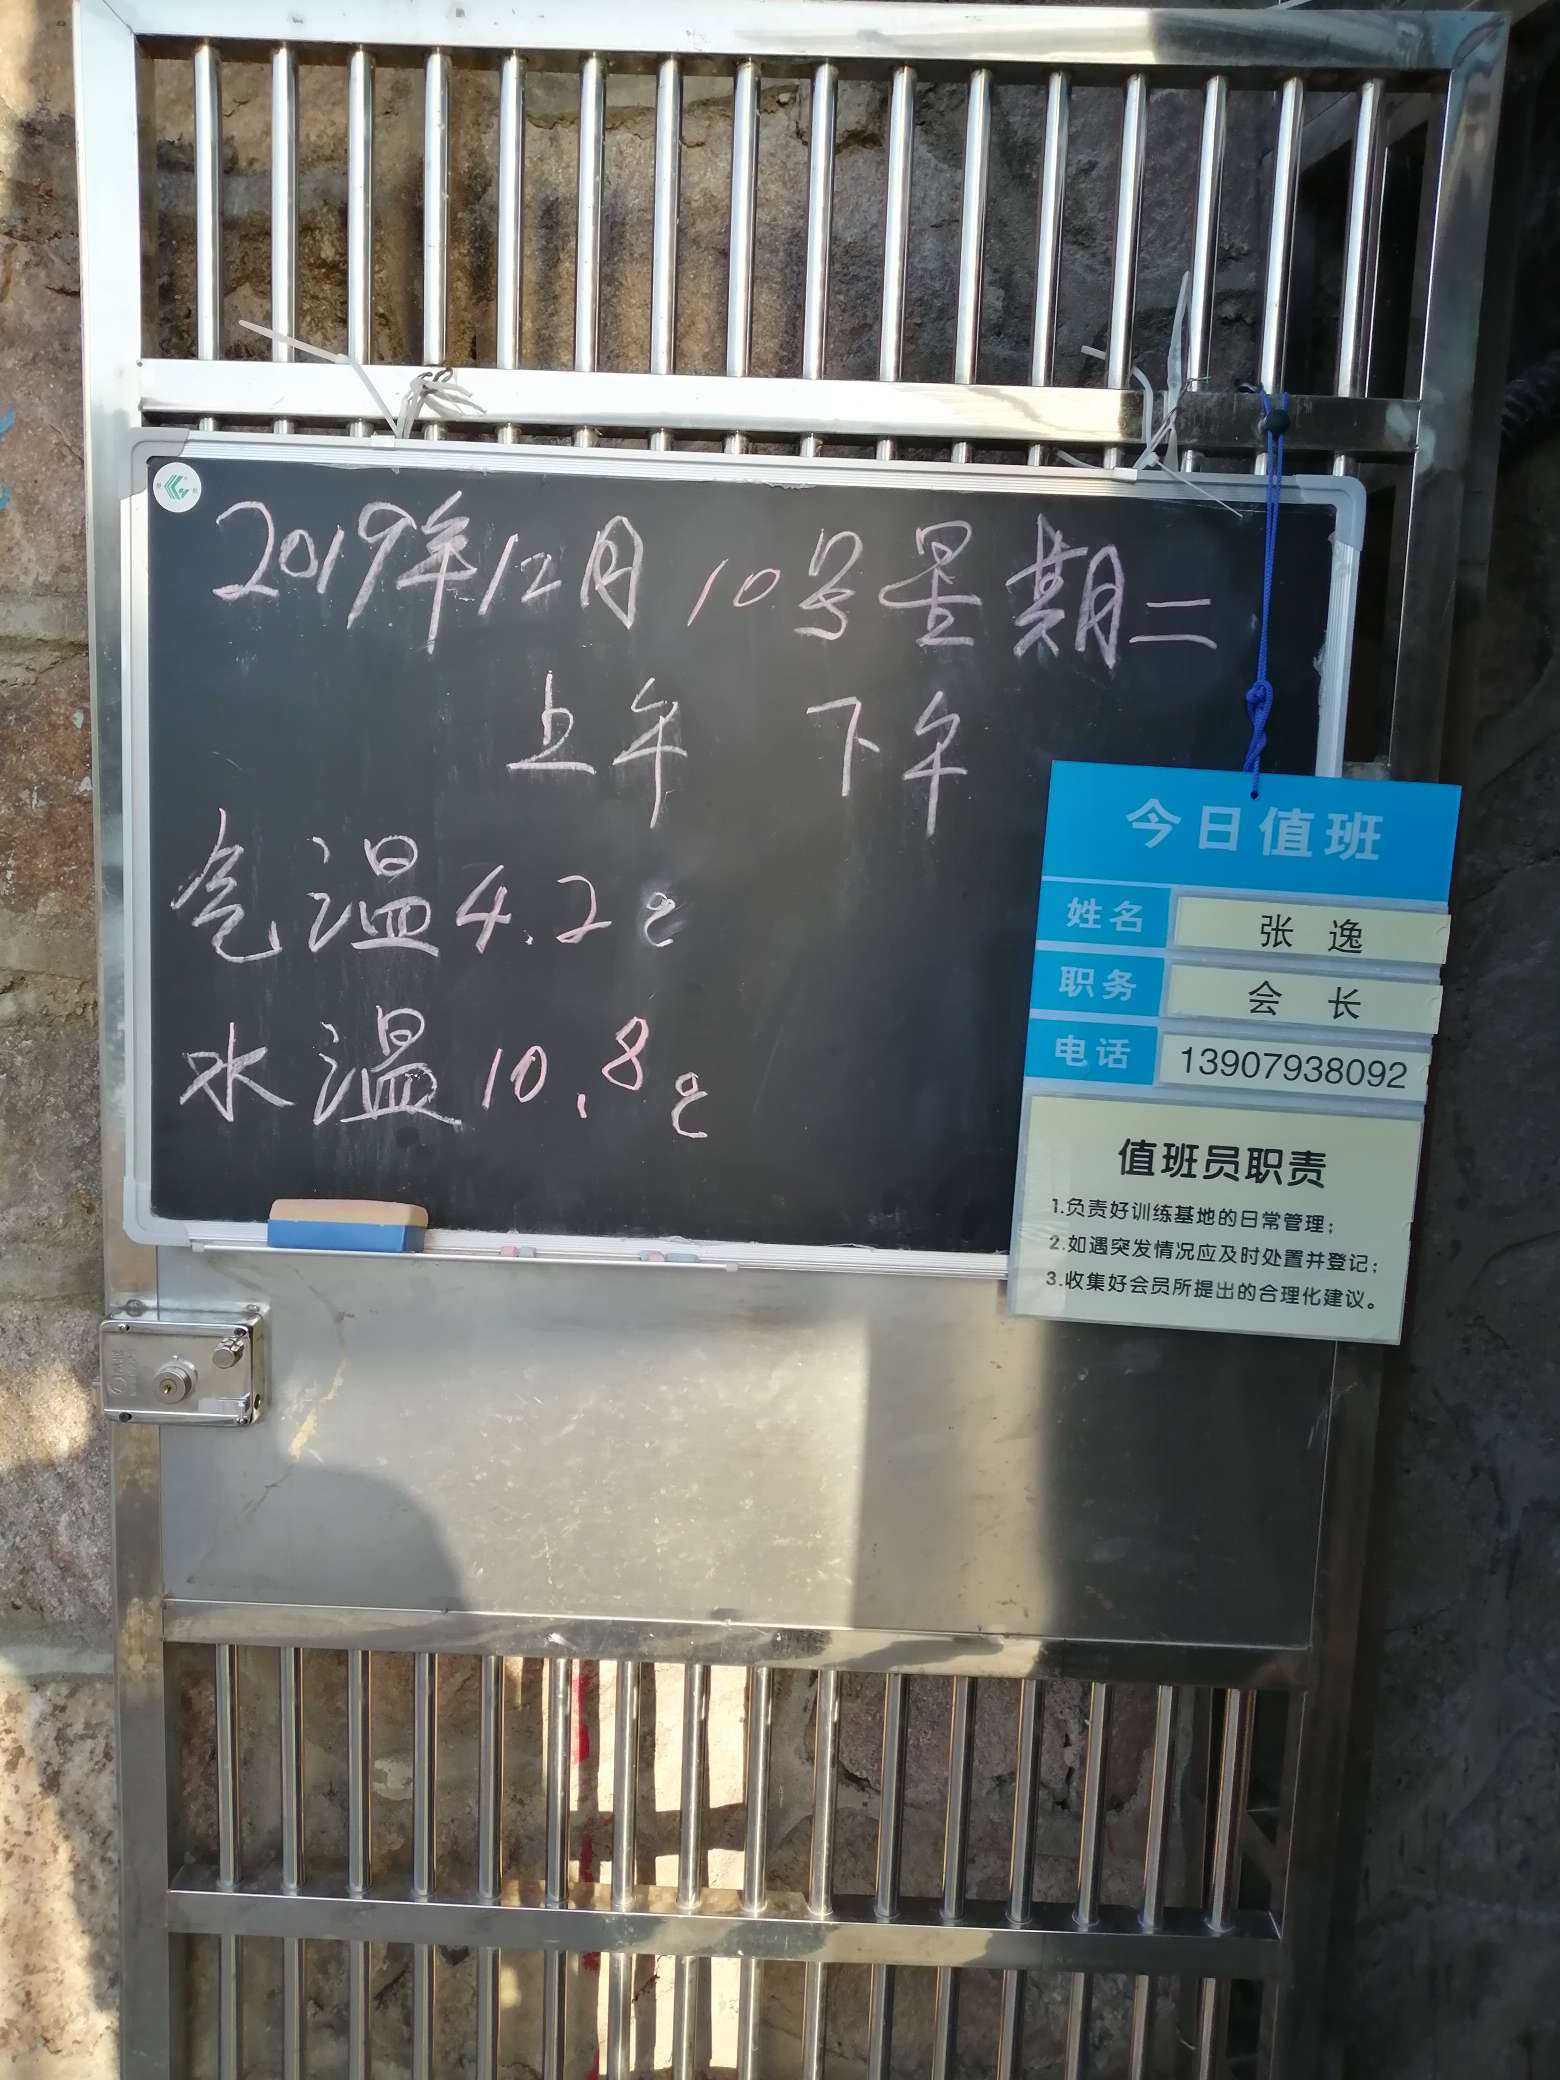 2019年12月10号星期二
上午 下午
气温4.2℃
水温10.8℃
今日值班
姓名 张 逸
职务 会 长
电话 13907938092
值班员职责
1.负责好训练基地的日常管理；
2.如遇突发情况应及时处置并登记；
3.收集好会员所提出的合理化建议。